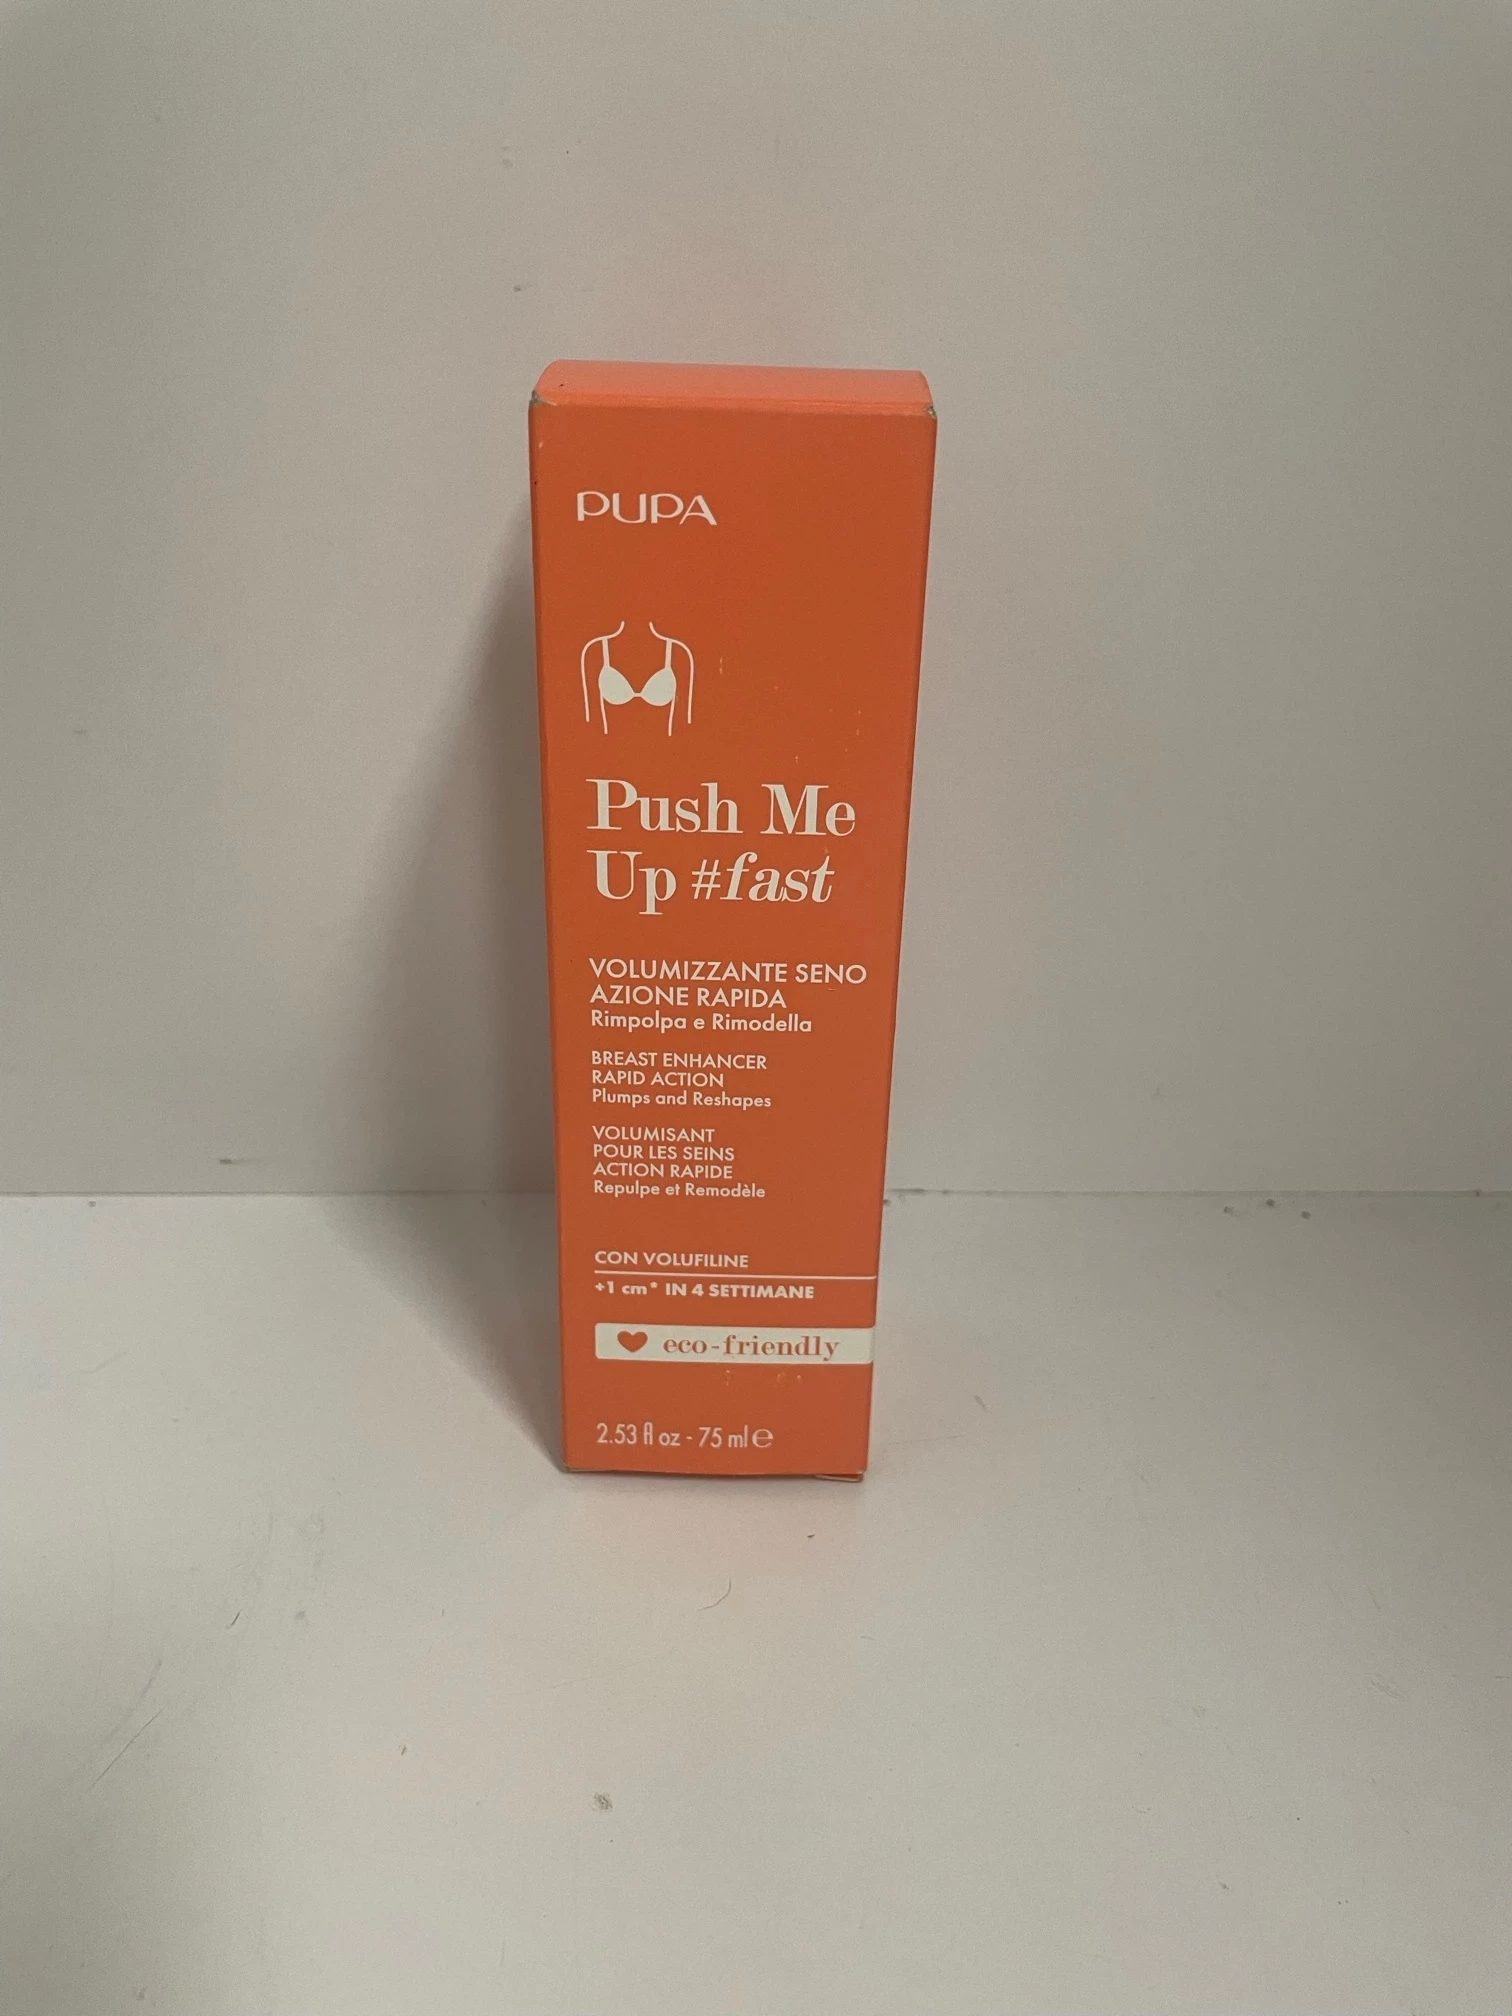 PUPA
Push Me
Up #fast
VOLUMIZZANTE SENO
AZIONE RAPIDA
Rimpolpa e Rimodella
BREAST ENHANCER
RAPID ACTION
Plumps and Reshapes
VOLUMISANT
POUR LES SEINS
ACTION RAPIDE
Repulpe et Remodèle
CON VOLUFILINE
+1 cm* IN 4 SETTIMANE
eco-friendly
2.53 fl oz - 75 ml ℮